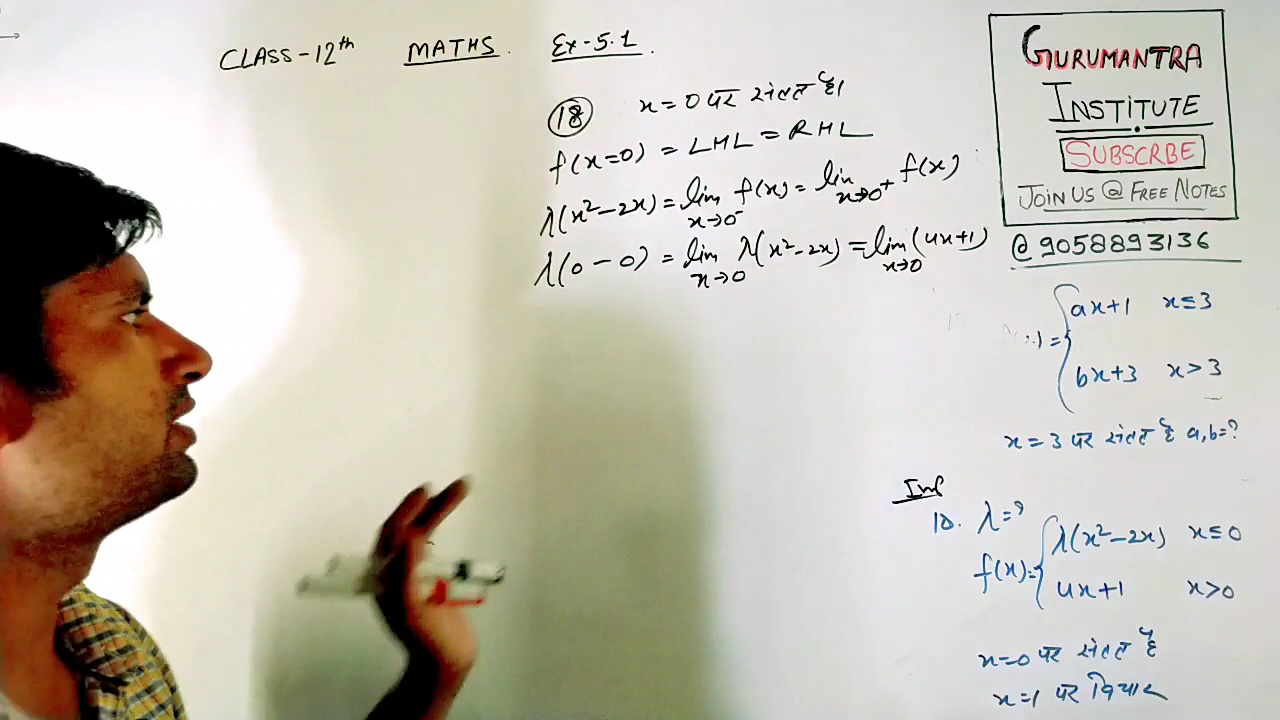 CLASS-12th MATHS. Ex-5.1.
18 x=0 पर संतत है।
f(x=0) = LHL = RHL
λ(x²-2x) = lim x→0⁻ f(x) = lim x→0⁺ f(x)
λ(0-0) = lim x→0 λ(x²-2x) = lim x→0 (4x+1)
GURUMANTRA
INSTITUTE
SUBSCRBE
JOIN US @ FREE NOTES
@ 9058893136
ax+1 x≤3
bx+3 x>3
x=3 पर संतत है a,b=?
Imp
18. λ=?
f(x)= λ(x²-2x) x≤0
4x+1 x>0
x=0 पर संतत है
x=1 पर विचार